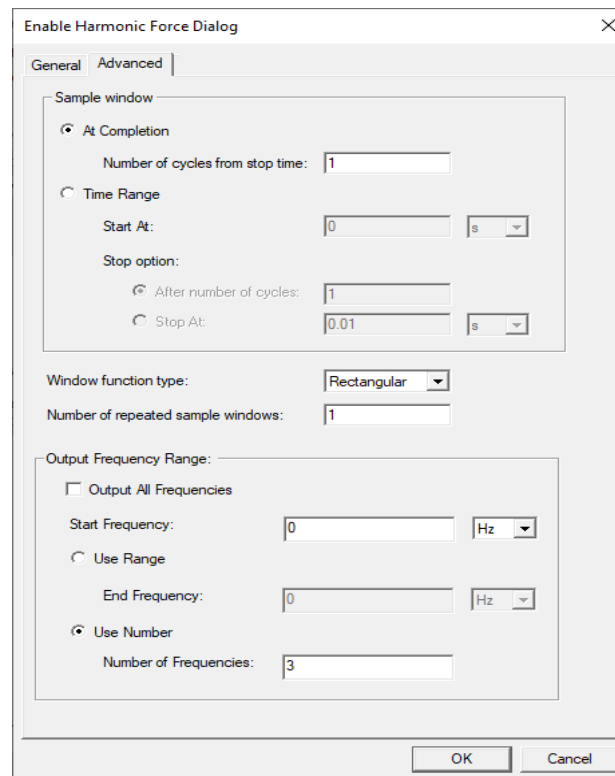 Enable Harmonic Force Dialog
General Advanced
Sample window
At Completion
Number of cycles from stop time: 1
Time Range
Start At: 0 s
Stop option:
After number of cycles: 1
Stop At: 0.01 s
Window function type: Rectangular
Number of repeated sample windows: 1
Output Frequency Range:
Output All Frequencies
Start Frequency: 0 Hz
Use Range
End Frequency: 0 Hz
Use Number
Number of Frequencies: 3
OK Cancel